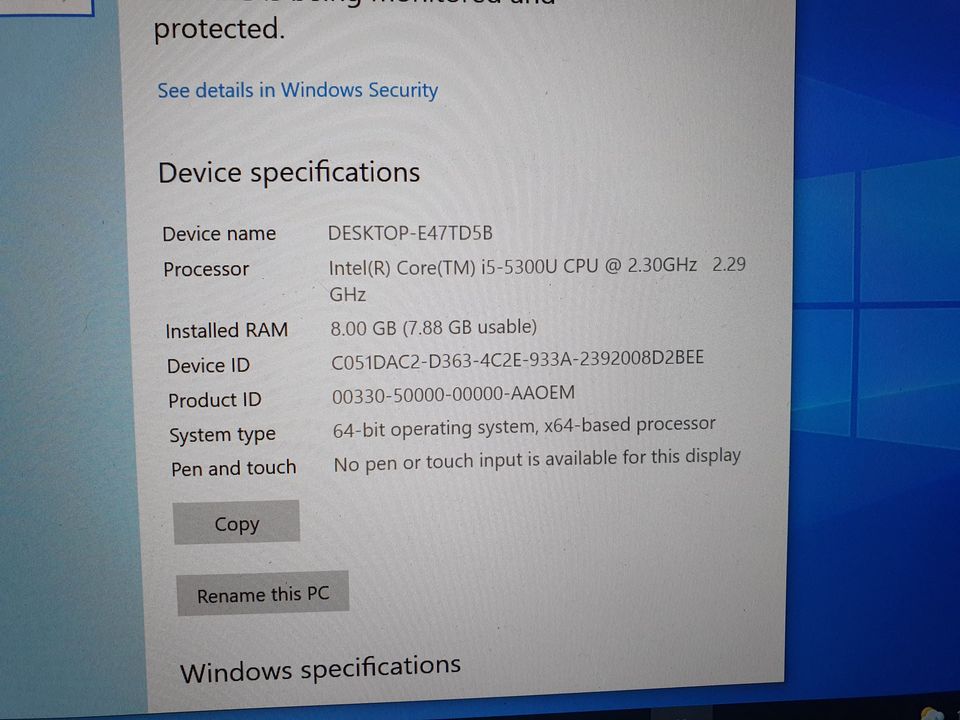 is being monitored and
protected.
See details in Windows Security
Device specifications
Device name DESKTOP-E47TD5B
Processor Intel(R) Core(TM) i5-5300U CPU @ 2.30GHz 2.29
GHz
Installed RAM 8.00 GB (7.88 GB usable)
Device ID C051DAC2-D363-4C2E-933A-2392008D2BEE
Product ID 00330-50000-00000-AAOEM
System type 64-bit operating system, x64-based processor
Pen and touch No pen or touch input is available for this display
Copy
Rename this PC
Windows specifications